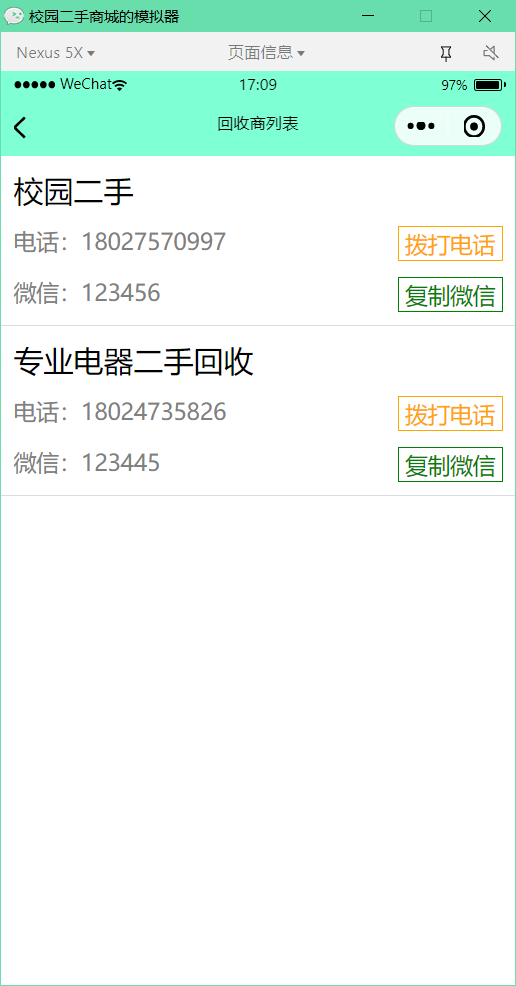 校园二手商城的模拟器
Nexus 5X 页面信息
WeChat 17:09 97%
回收商列表
校园二手
电话：18027570997 拨打电话
微信：123456 复制微信
专业电器二手回收
电话：18024735826 拨打电话
微信：123445 复制微信